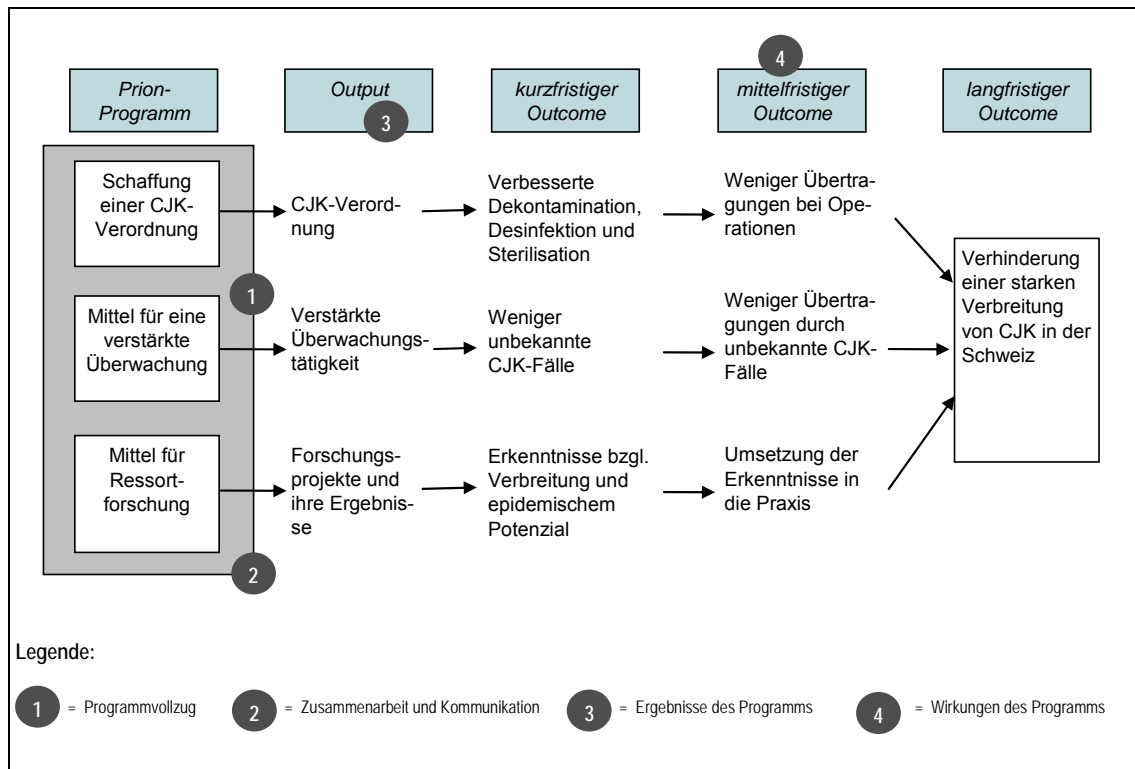 4
Prion-
Programm
Output
3
kurzfristiger
Outcome
mittelfristiger
Outcome
langfristiger
Outcome
Schaffung
einer CJK-
Verordnung
CJK-Verord-
nung
Verbesserte
Dekontamination,
Desinfektion und
Sterilisation
Weniger Übertra-
gungen bei Ope-
rationen
1
Mittel für eine
verstärkte
Überwachung
Verstärkte
Überwachungs-
tätigkeit
Weniger
unbekannte
CJK-Fälle
Weniger Übertra-
gungen durch
unbekannte CJK-
Fälle
Verhinderung
einer starken
Verbreitung
von CJK in der
Schweiz
Mittel für
Ressort-
forschung
Forschungs-
projekte und
ihre Ergebnis-
se
Erkenntnisse bzgl.
Verbreitung und
epidemischem
Potenzial
Umsetzung der
Erkenntnisse in
die Praxis
2
Legende:
1 = Programmvollzug
2 = Zusammenarbeit und Kommunikation
3 = Ergebnisse des Programms
4 = Wirkungen des Programms